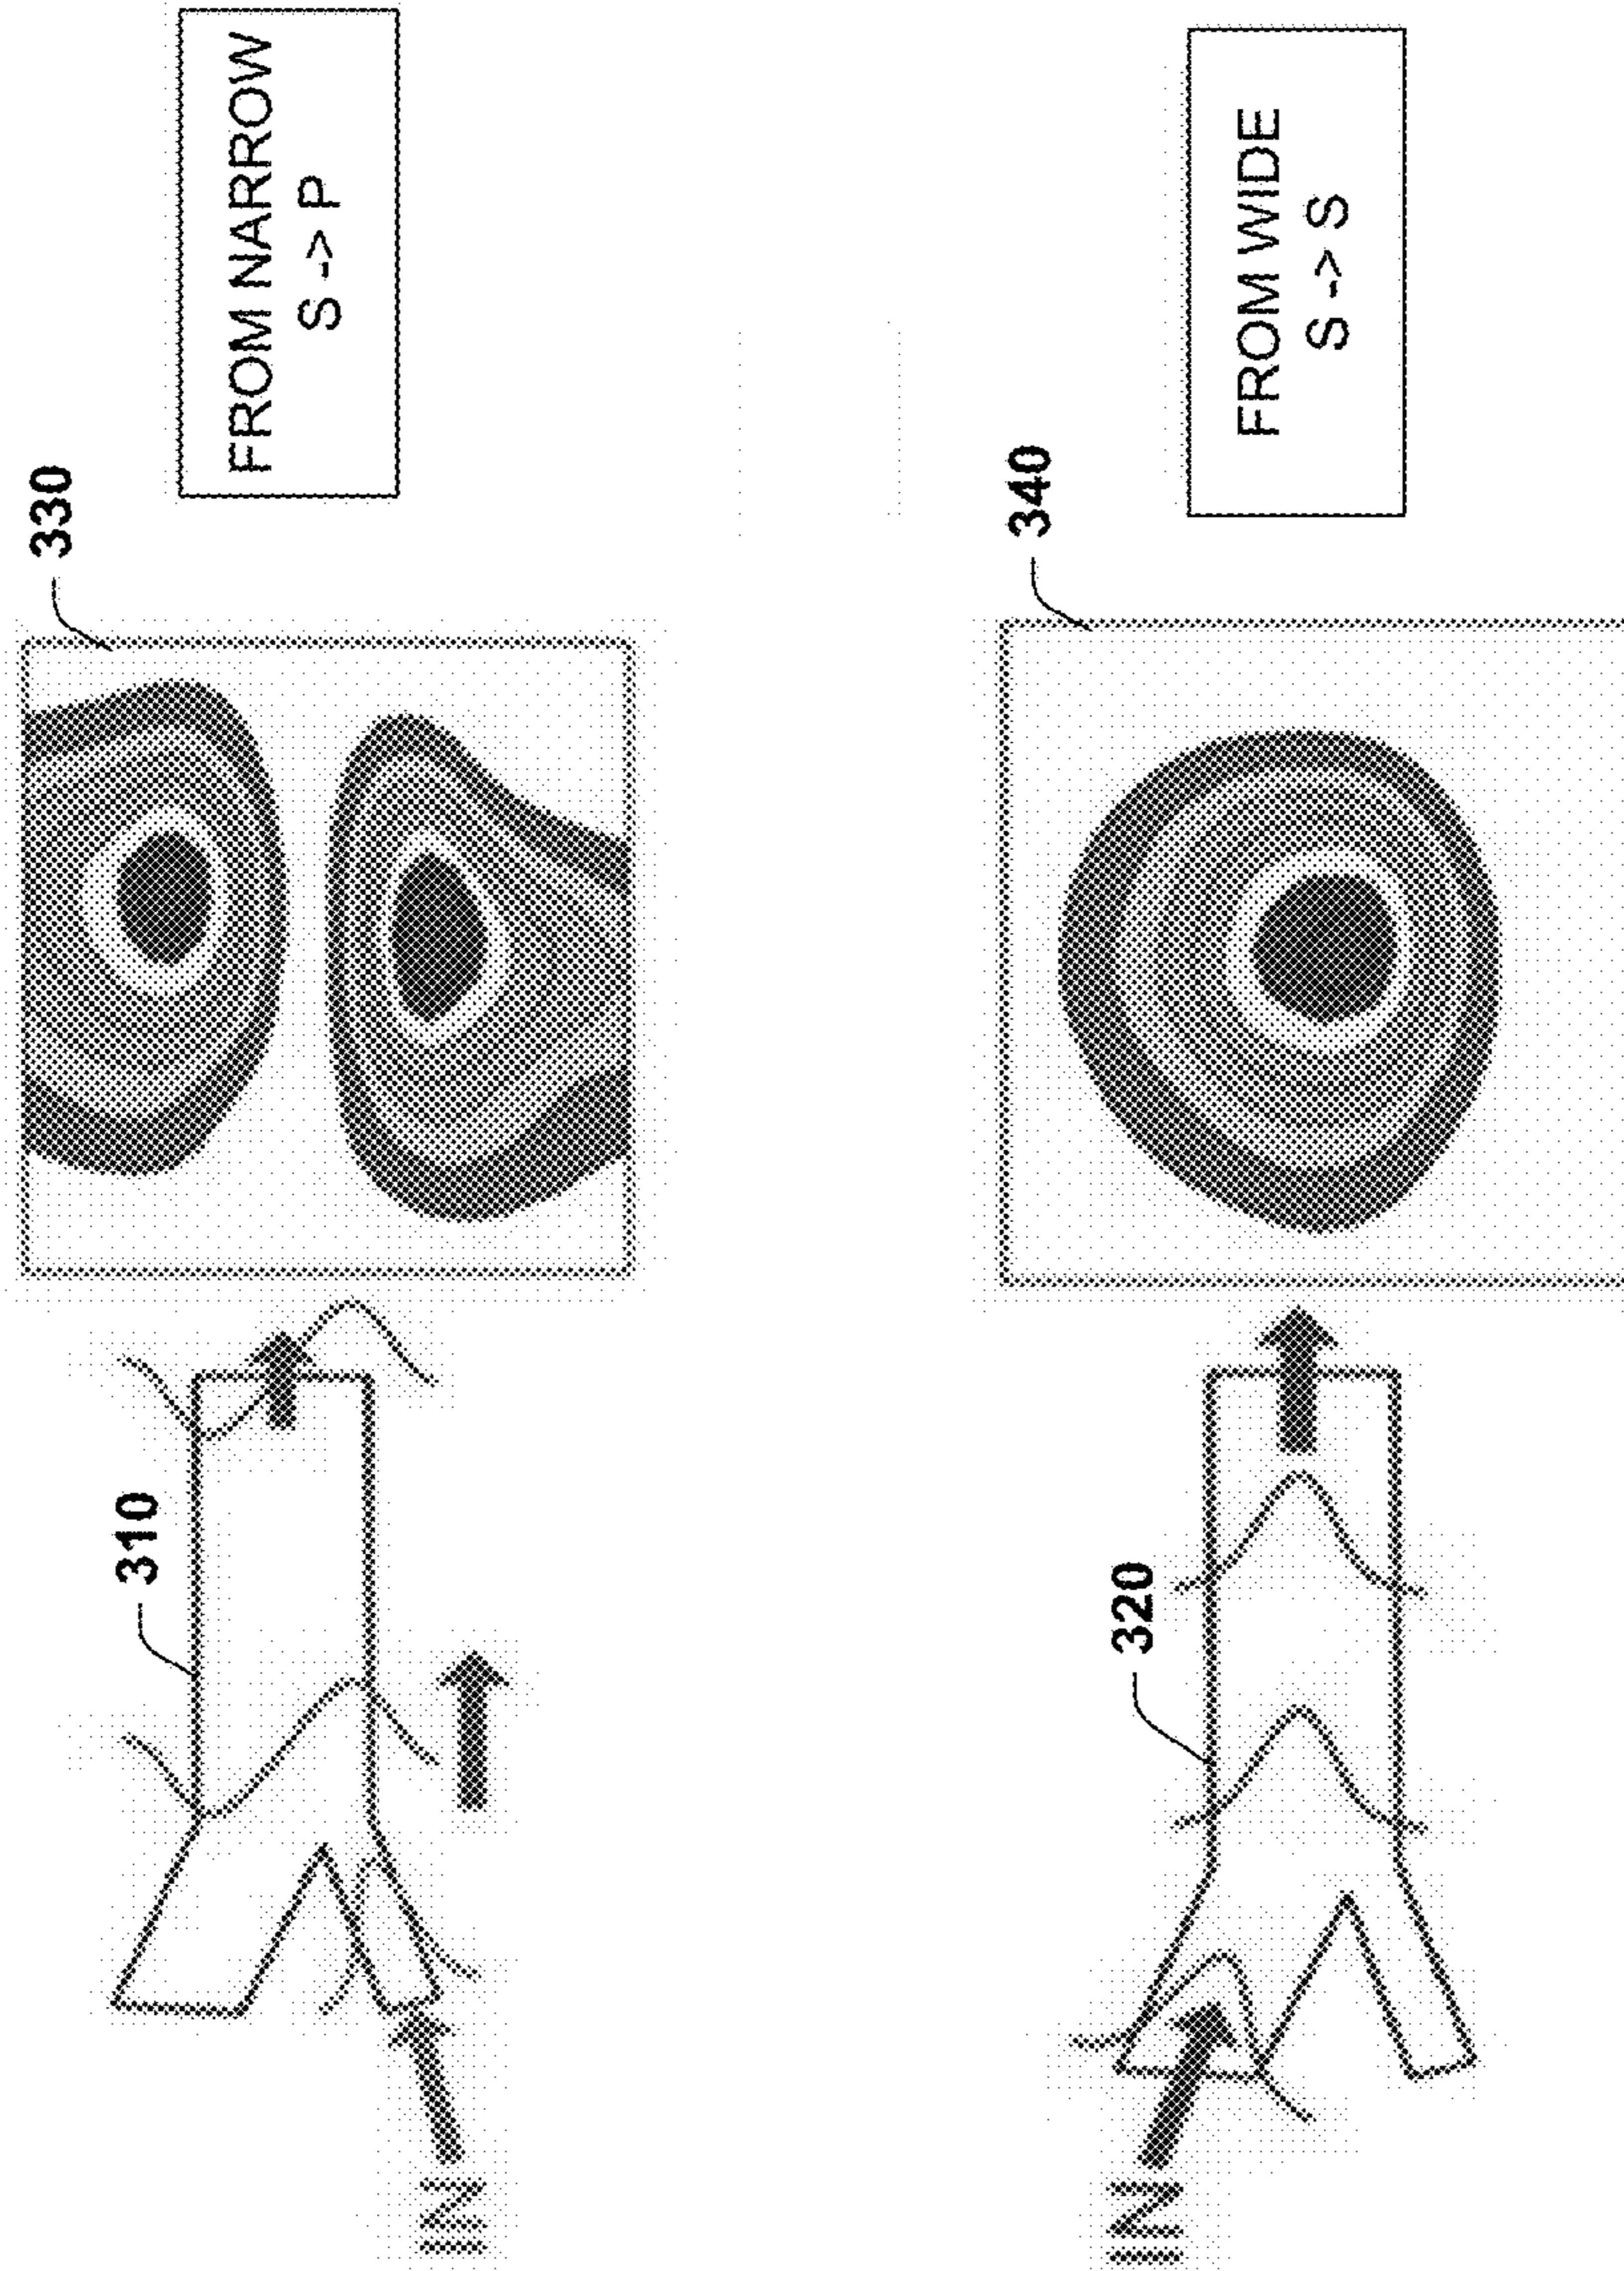 IN
310
330
FROM NARROW
S -> P
IN
320
340
FROM WIDE
S -> S